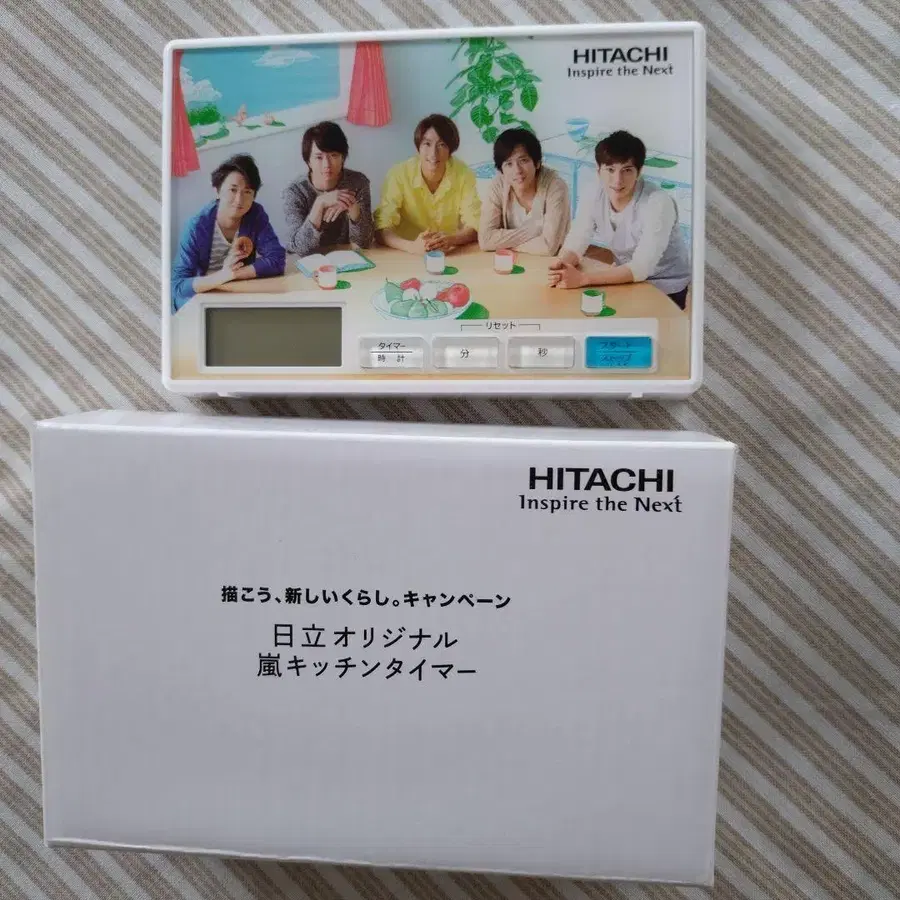 HITACHI
Inspire the Next
リセット
タイマー
時計
分
秒
スタート
ストップ
HITACHI
Inspire the Next
描こう、新しいくらし。キャンペーン
日立オリジナル
嵐キッチンタイマー